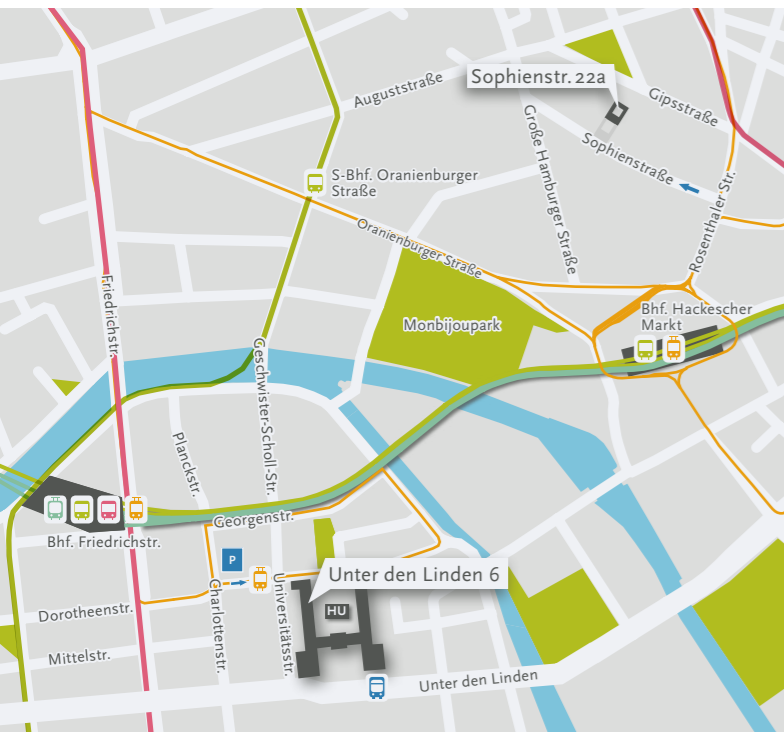 Sophienstr. 22a
Auguststraße
Gipsstraße
Große Hamburger Straße
Sophienstraße
S-Bhf. Oranienburger
Straße
Rosenthaler Str.
Oranienburger Straße
Friedrichstr.
Bhf. Hackescher
Markt
Monbijoupark
Geschwister-Scholl-Str.
Planckstr.
Georgenstr.
Bhf. Friedrichstr.
P
Unter den Linden 6
Charlottenstr.
Universitätsstr.
HU
Dorotheenstr.
Mittelstr.
Unter den Linden